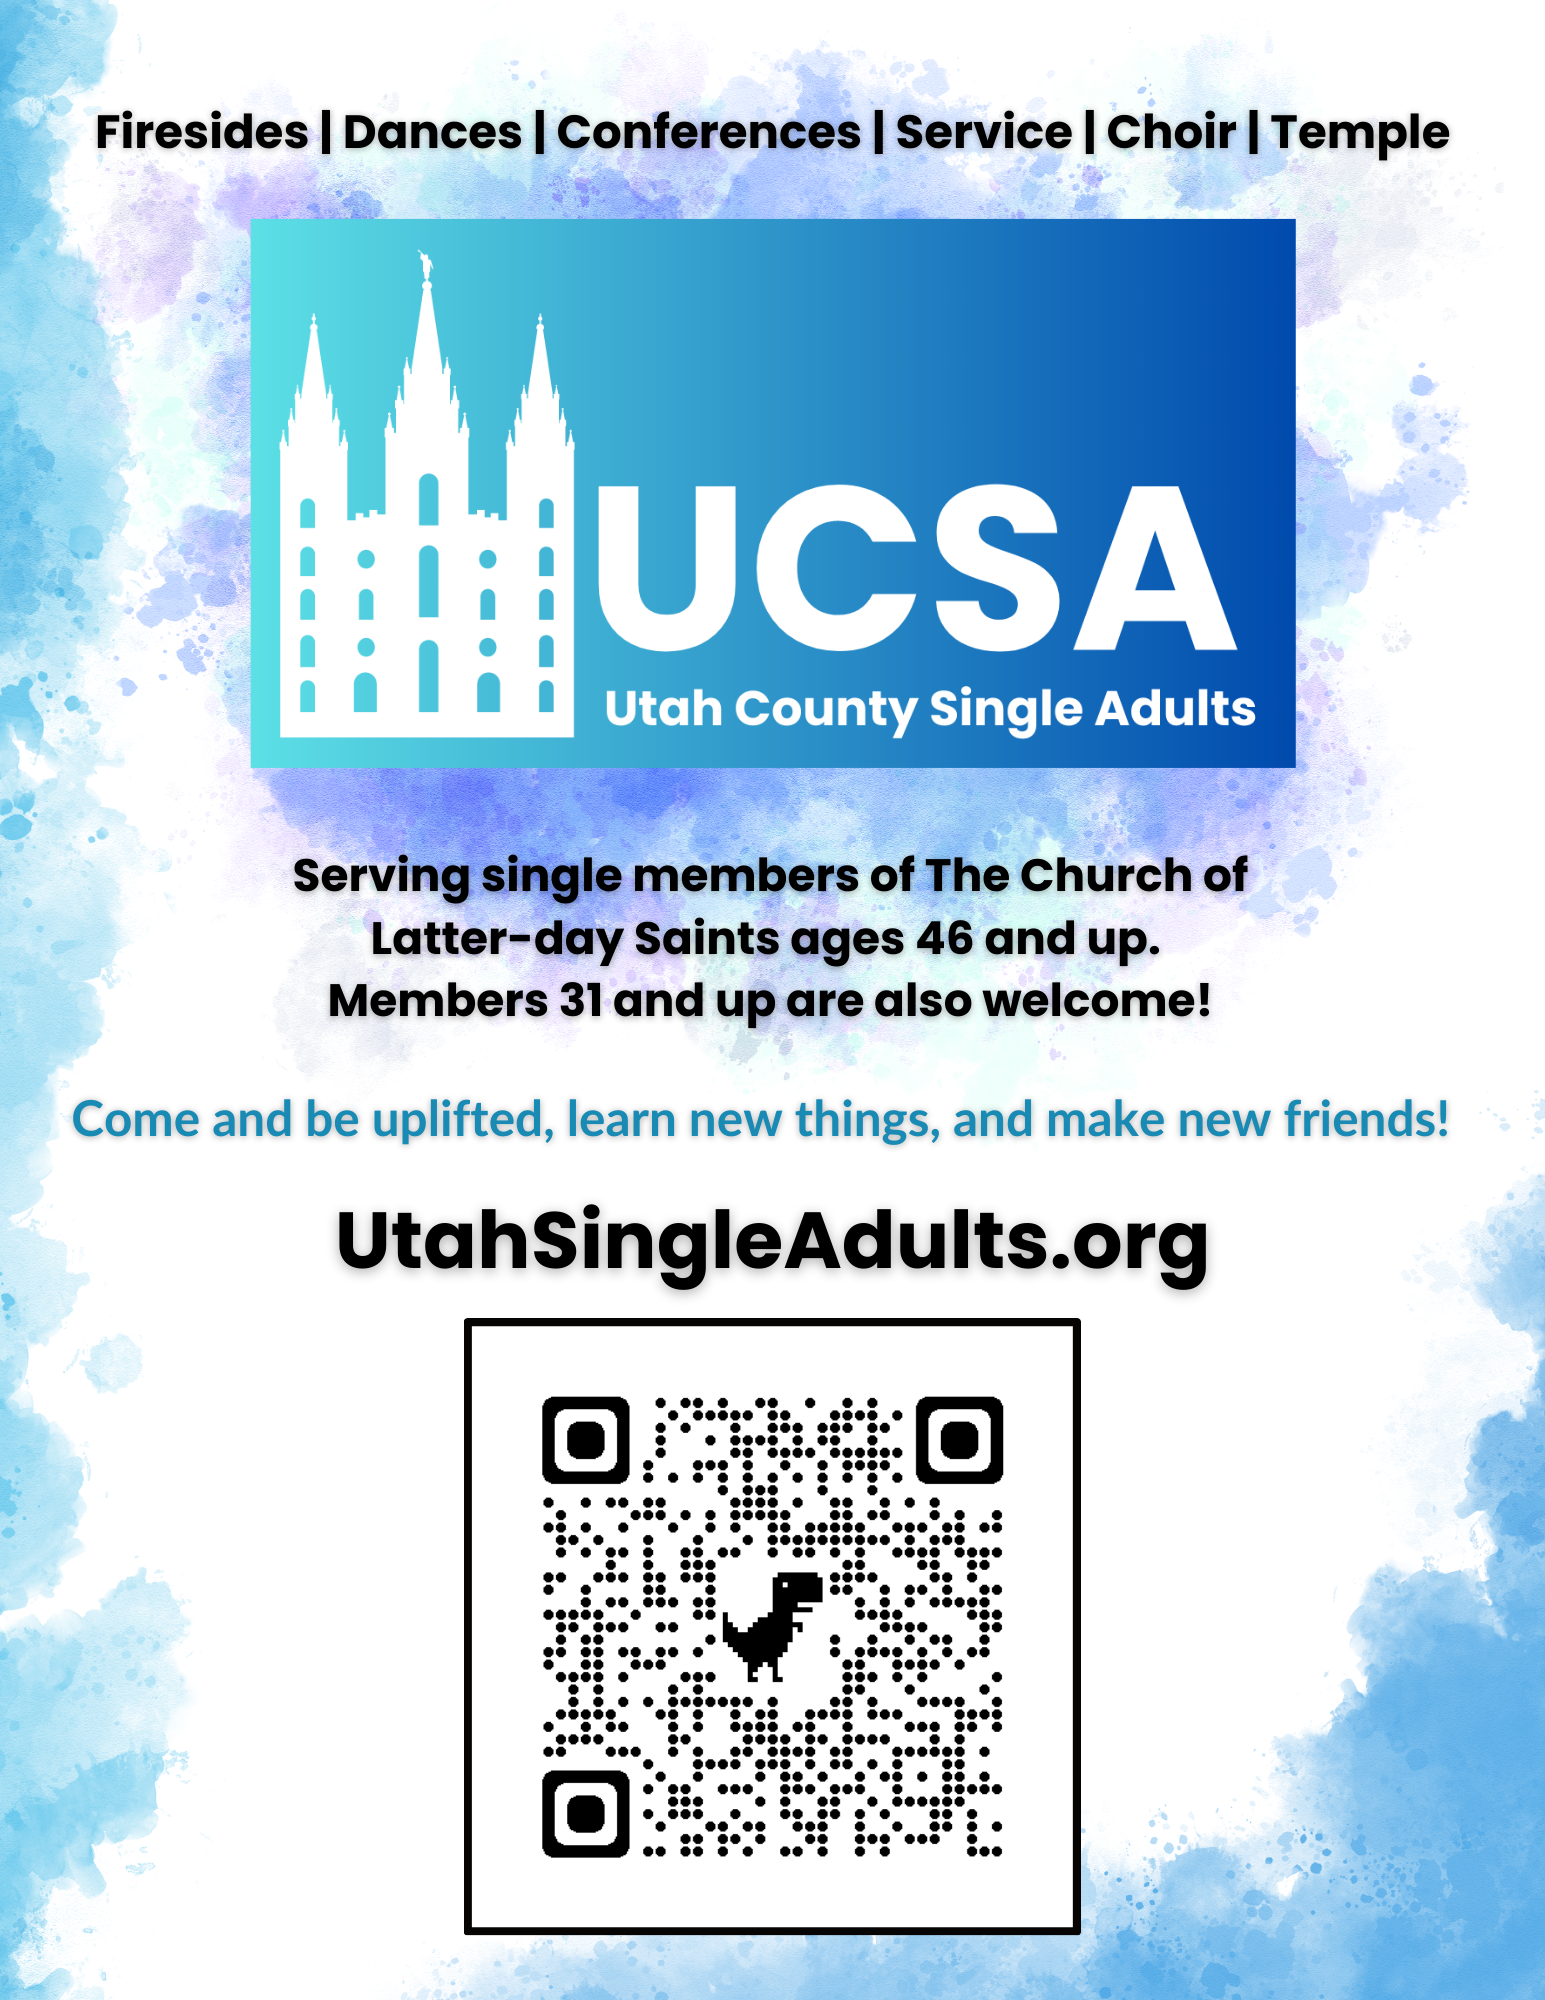 Firesides | Dances | Conferences | Service | Choir | Temple
UCSA
Utah County Single Adults
Serving single members of The Church of
Latter-day Saints ages 46 and up.
Members 31 and up are also welcome!
Come and be uplifted, learn new things, and make new friends!
UtahSingleAdults.org